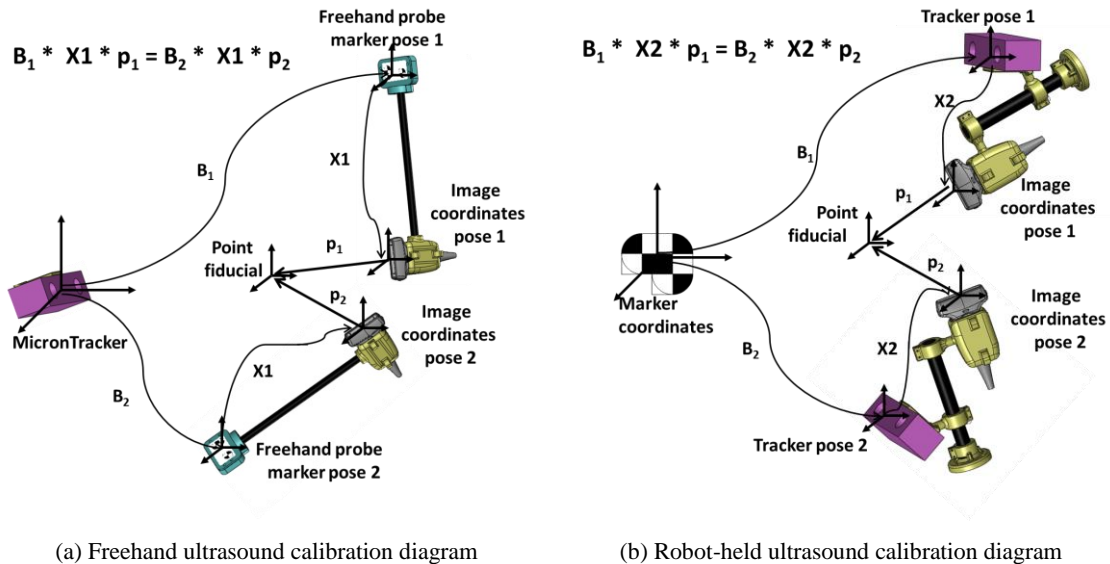 Freehand probe
marker pose 1
B₁ * X1 * p₁ = B₂ * X1 * p₂
B₁
X1
Image
coordinates
pose 1
Point
fiducial
p₁
p₂
MicronTracker
Image
coordinates
pose 2
X1
B₂
Freehand probe
marker pose 2
(a) Freehand ultrasound calibration diagram
Tracker pose 1
B₁ * X2 * p₁ = B₂ * X2 * p₂
X2
B₁
p₁
Image
coordinates
pose 1
Point
fiducial
p₂
Marker
coordinates
Image
coordinates
pose 2
B₂
X2
Tracker pose 2
(b) Robot-held ultrasound calibration diagram